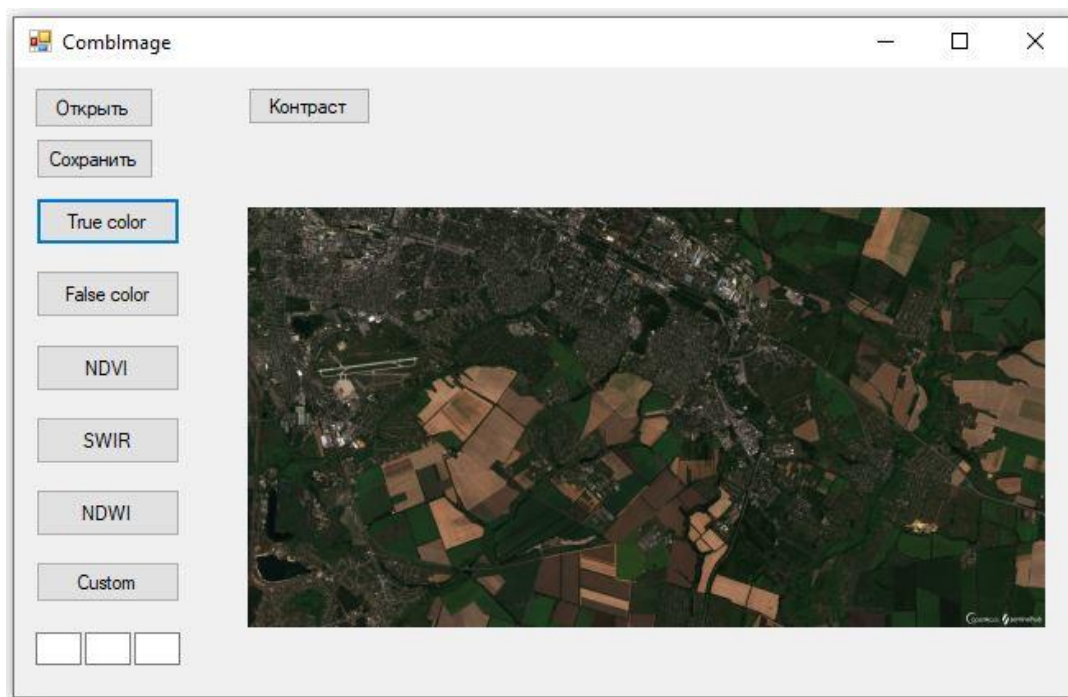 CombImage
Открыть
Контраст
Сохранить
True color
False color
NDVI
SWIR
NDWI
Custom